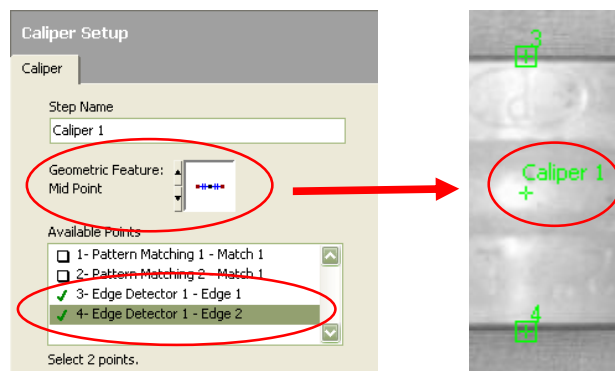 Caliper Setup
Caliper
Step Name
Caliper 1
Geometric Feature:
Mid Point
Available Points
1- Pattern Matching 1 - Match 1
2- Pattern Matching 2 - Match 1
3- Edge Detector 1 - Edge 1
4- Edge Detector 1 - Edge 2
Select 2 points.
3
Caliper 1
4